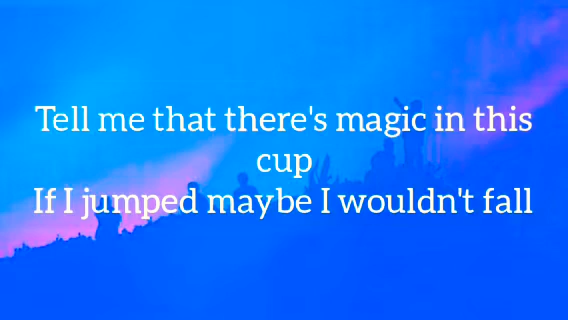 Tell me that there's magic in this
cup
If I jumped maybe I wouldn't fall